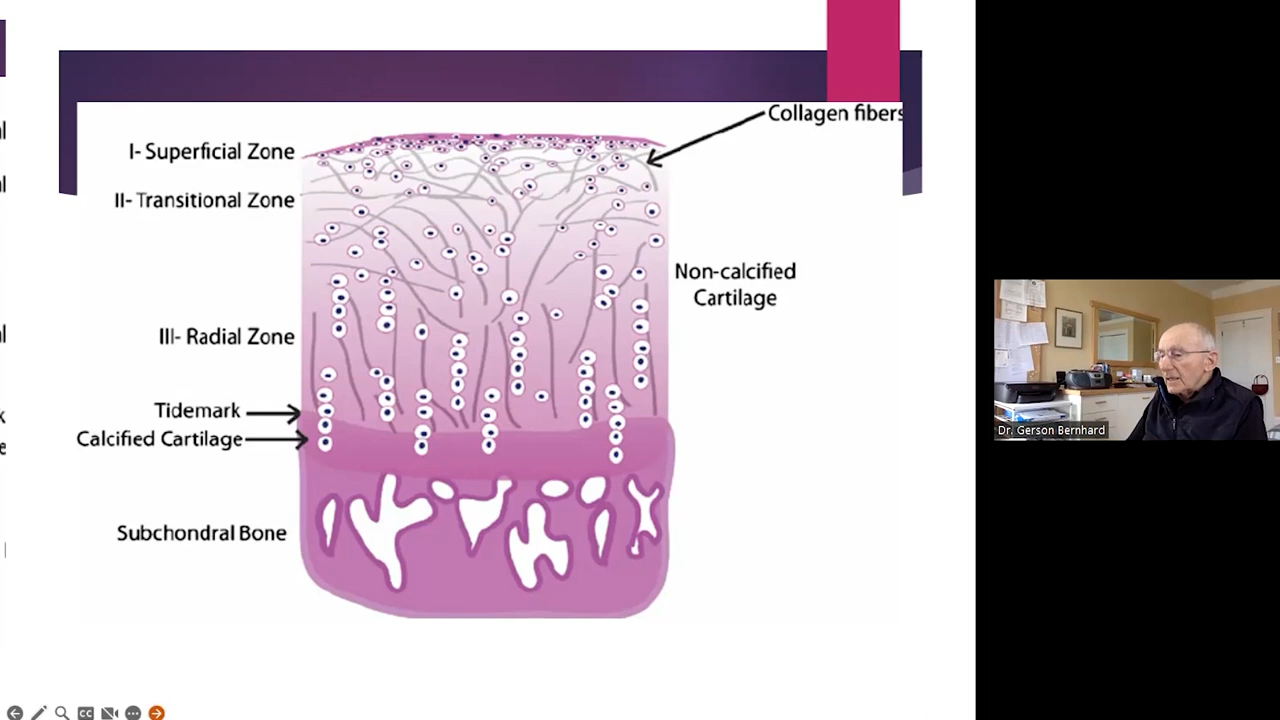 Collagen fibers
I- Superficial Zone
II- Transitional Zone
Non-calcified
Cartilage
III- Radial Zone
Tidemark
Calcified Cartilage
Subchondral Bone
Dr. Gerson Bernhard
CC